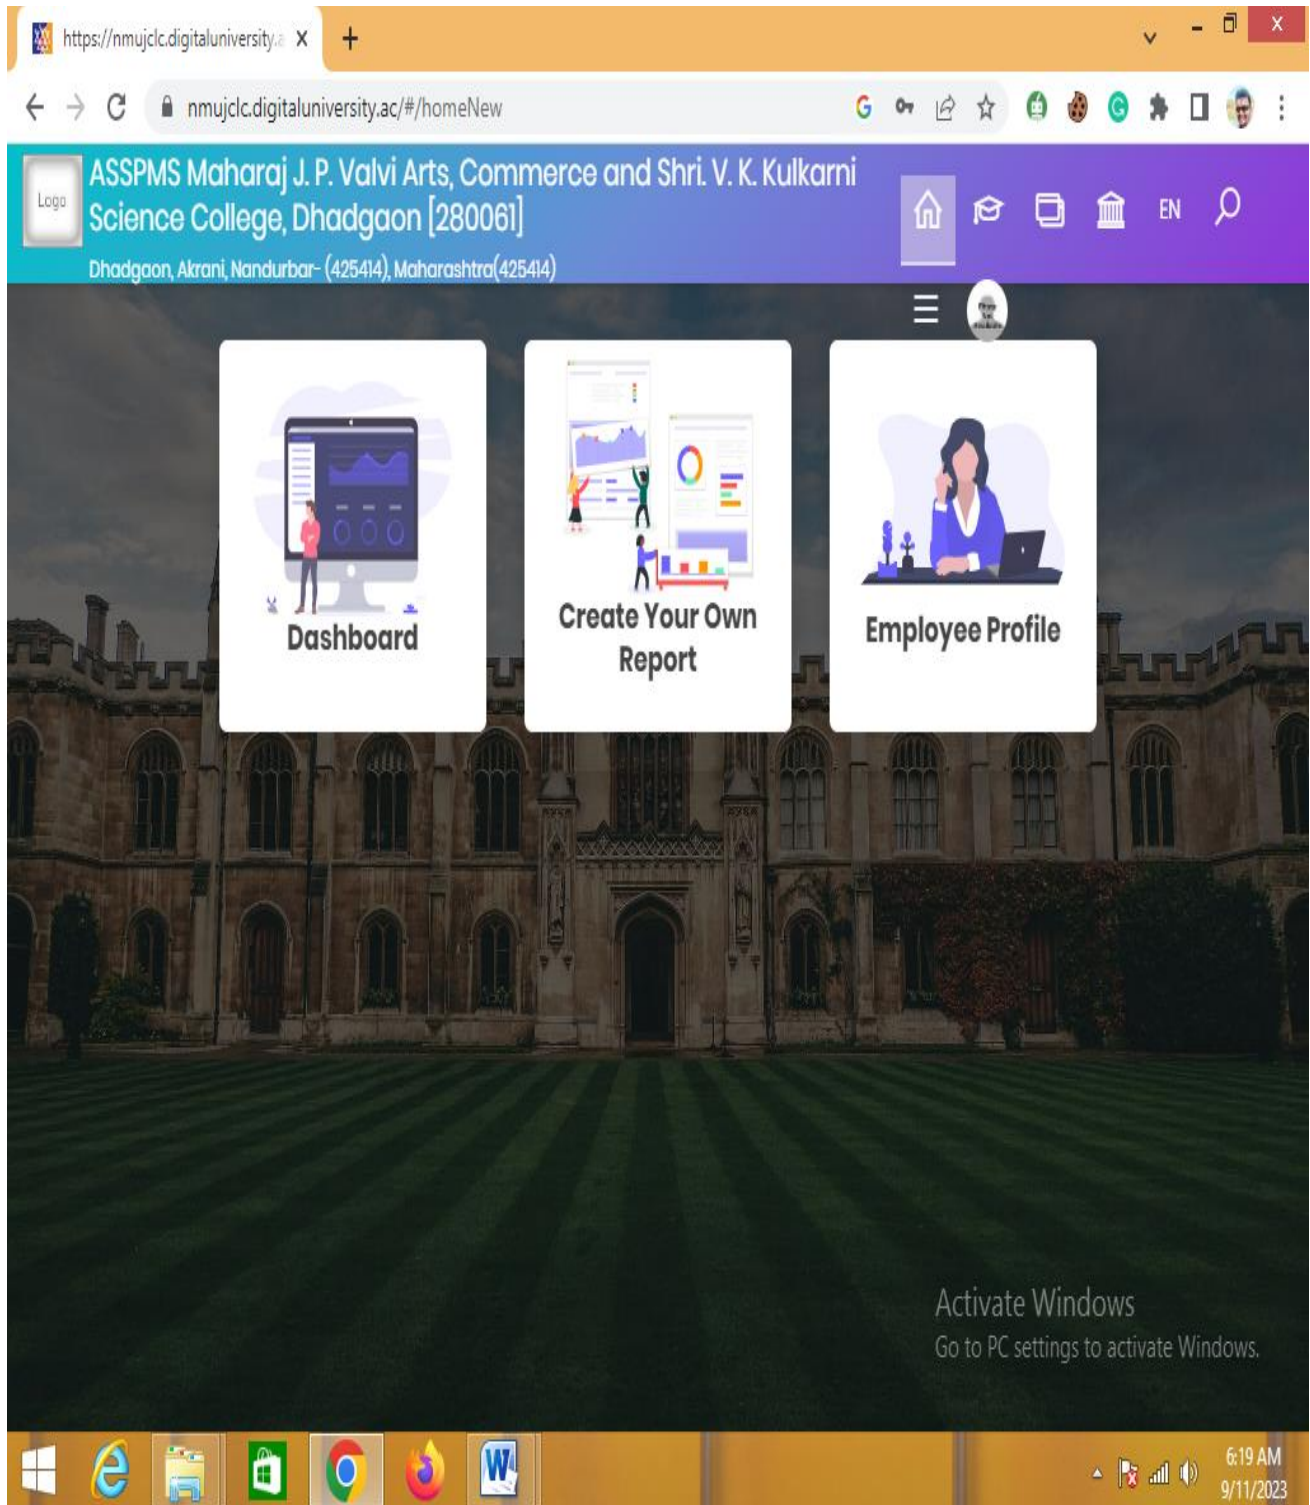 https://nmujclc.digitaluniversity.a
nmujclc.digitaluniversity.ac/#/homeNew
Logo
ASSPMS Maharaj J. P. Valvi Arts, Commerce and Shri. V. K. Kulkarni
Science College, Dhadgaon [280061]
Dhadgaon, Akrani, Nandurbar- (425414), Maharashtra(425414)
EN
Dashboard
Create Your Own
Report
Employee Profile
Activate Windows
Go to PC settings to activate Windows.
6:19 AM
9/11/2023